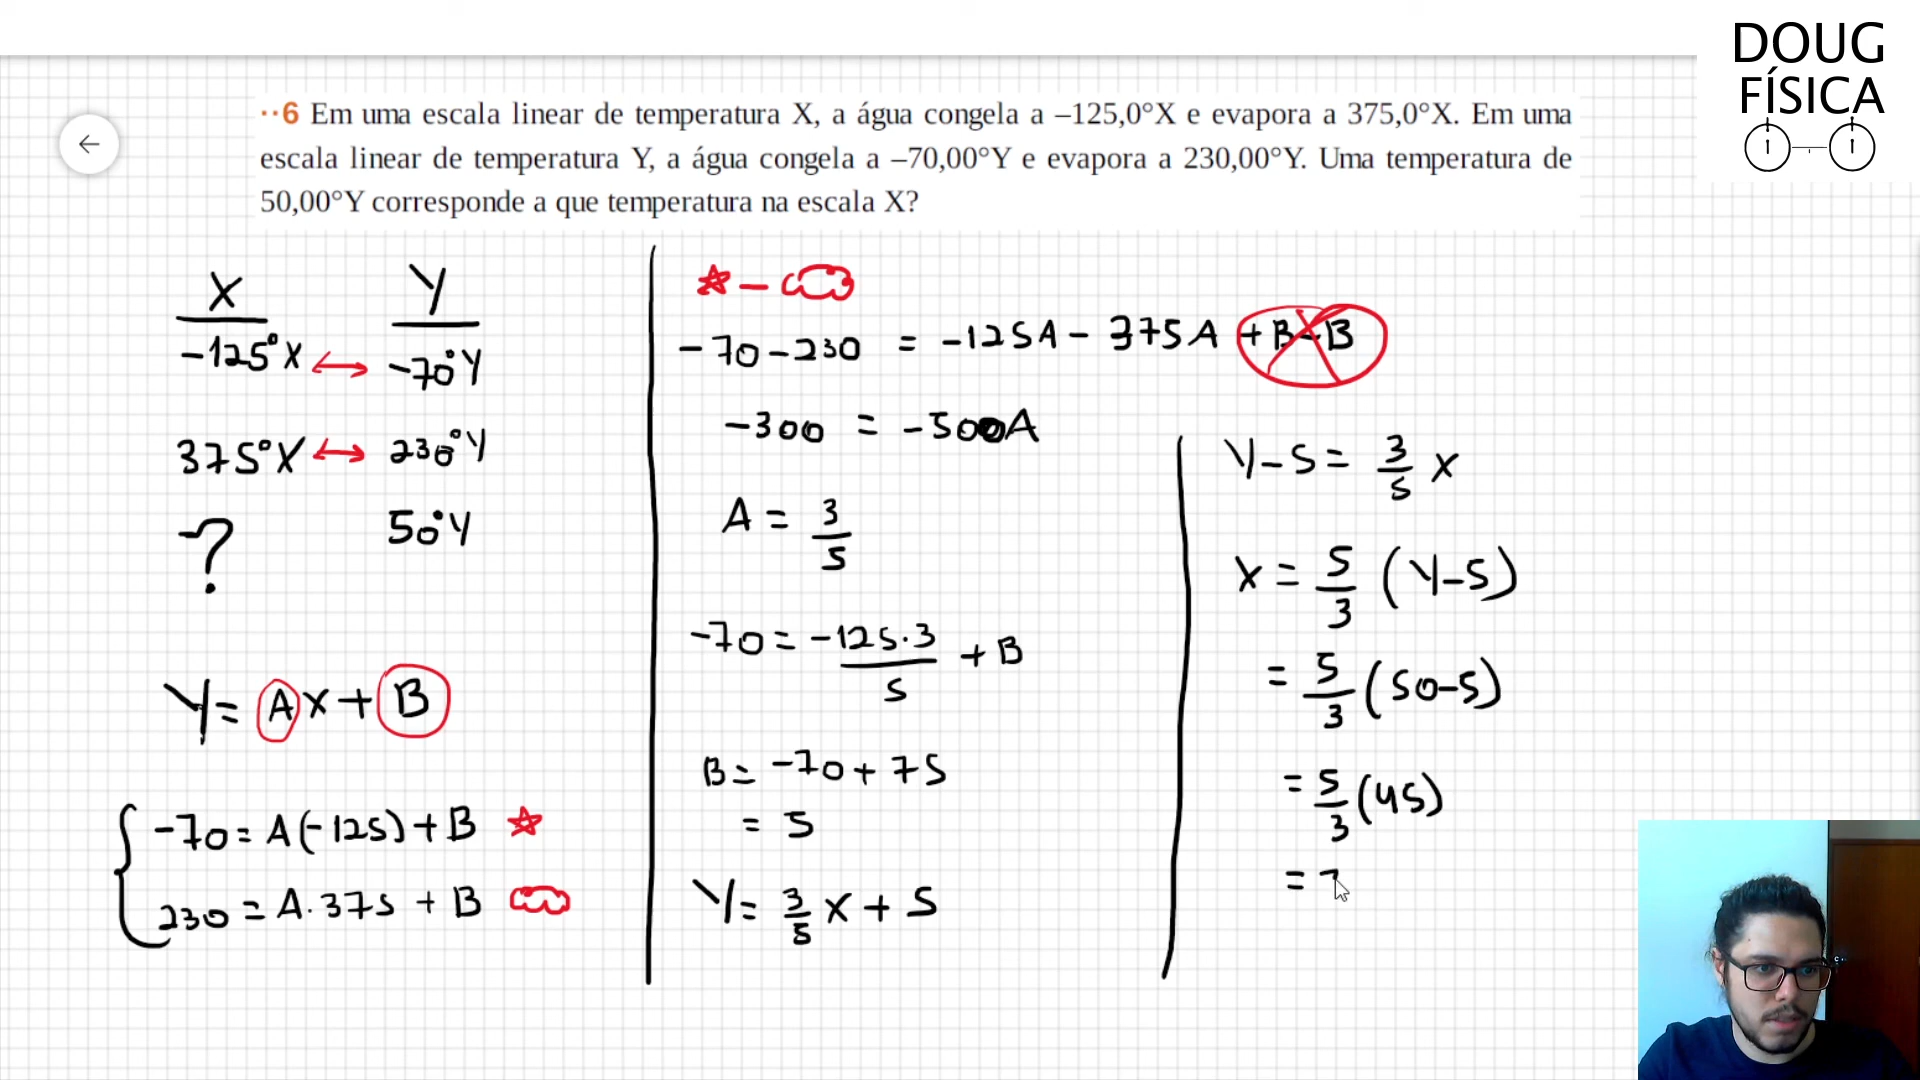 DOUG
FÍSICA
··6 Em uma escala linear de temperatura X, a água congela a –125,0°X e evapora a 375,0°X. Em uma
escala linear de temperatura Y, a água congela a –70,00°Y e evapora a 230,00°Y. Uma temperatura de
50,00°Y corresponde a que temperatura na escala X?
X Y
-125°X ↔ -70°Y
375°X ↔ 230°Y
? 50°Y
Y = AX + B
-70 = A(-125) + B ☆
230 = A·375 + B
☆ -
-70-230 = -125A - 375A + B - B
-300 = -500A
A = 3/5
-70 = -125·3/5 + B
B = -70 + 75
= 5
Y = 3/5 X + 5
Y-5 = 3/5 X
X = 5/3 (Y-5)
= 5/3 (50-5)
= 5/3 (45)
=